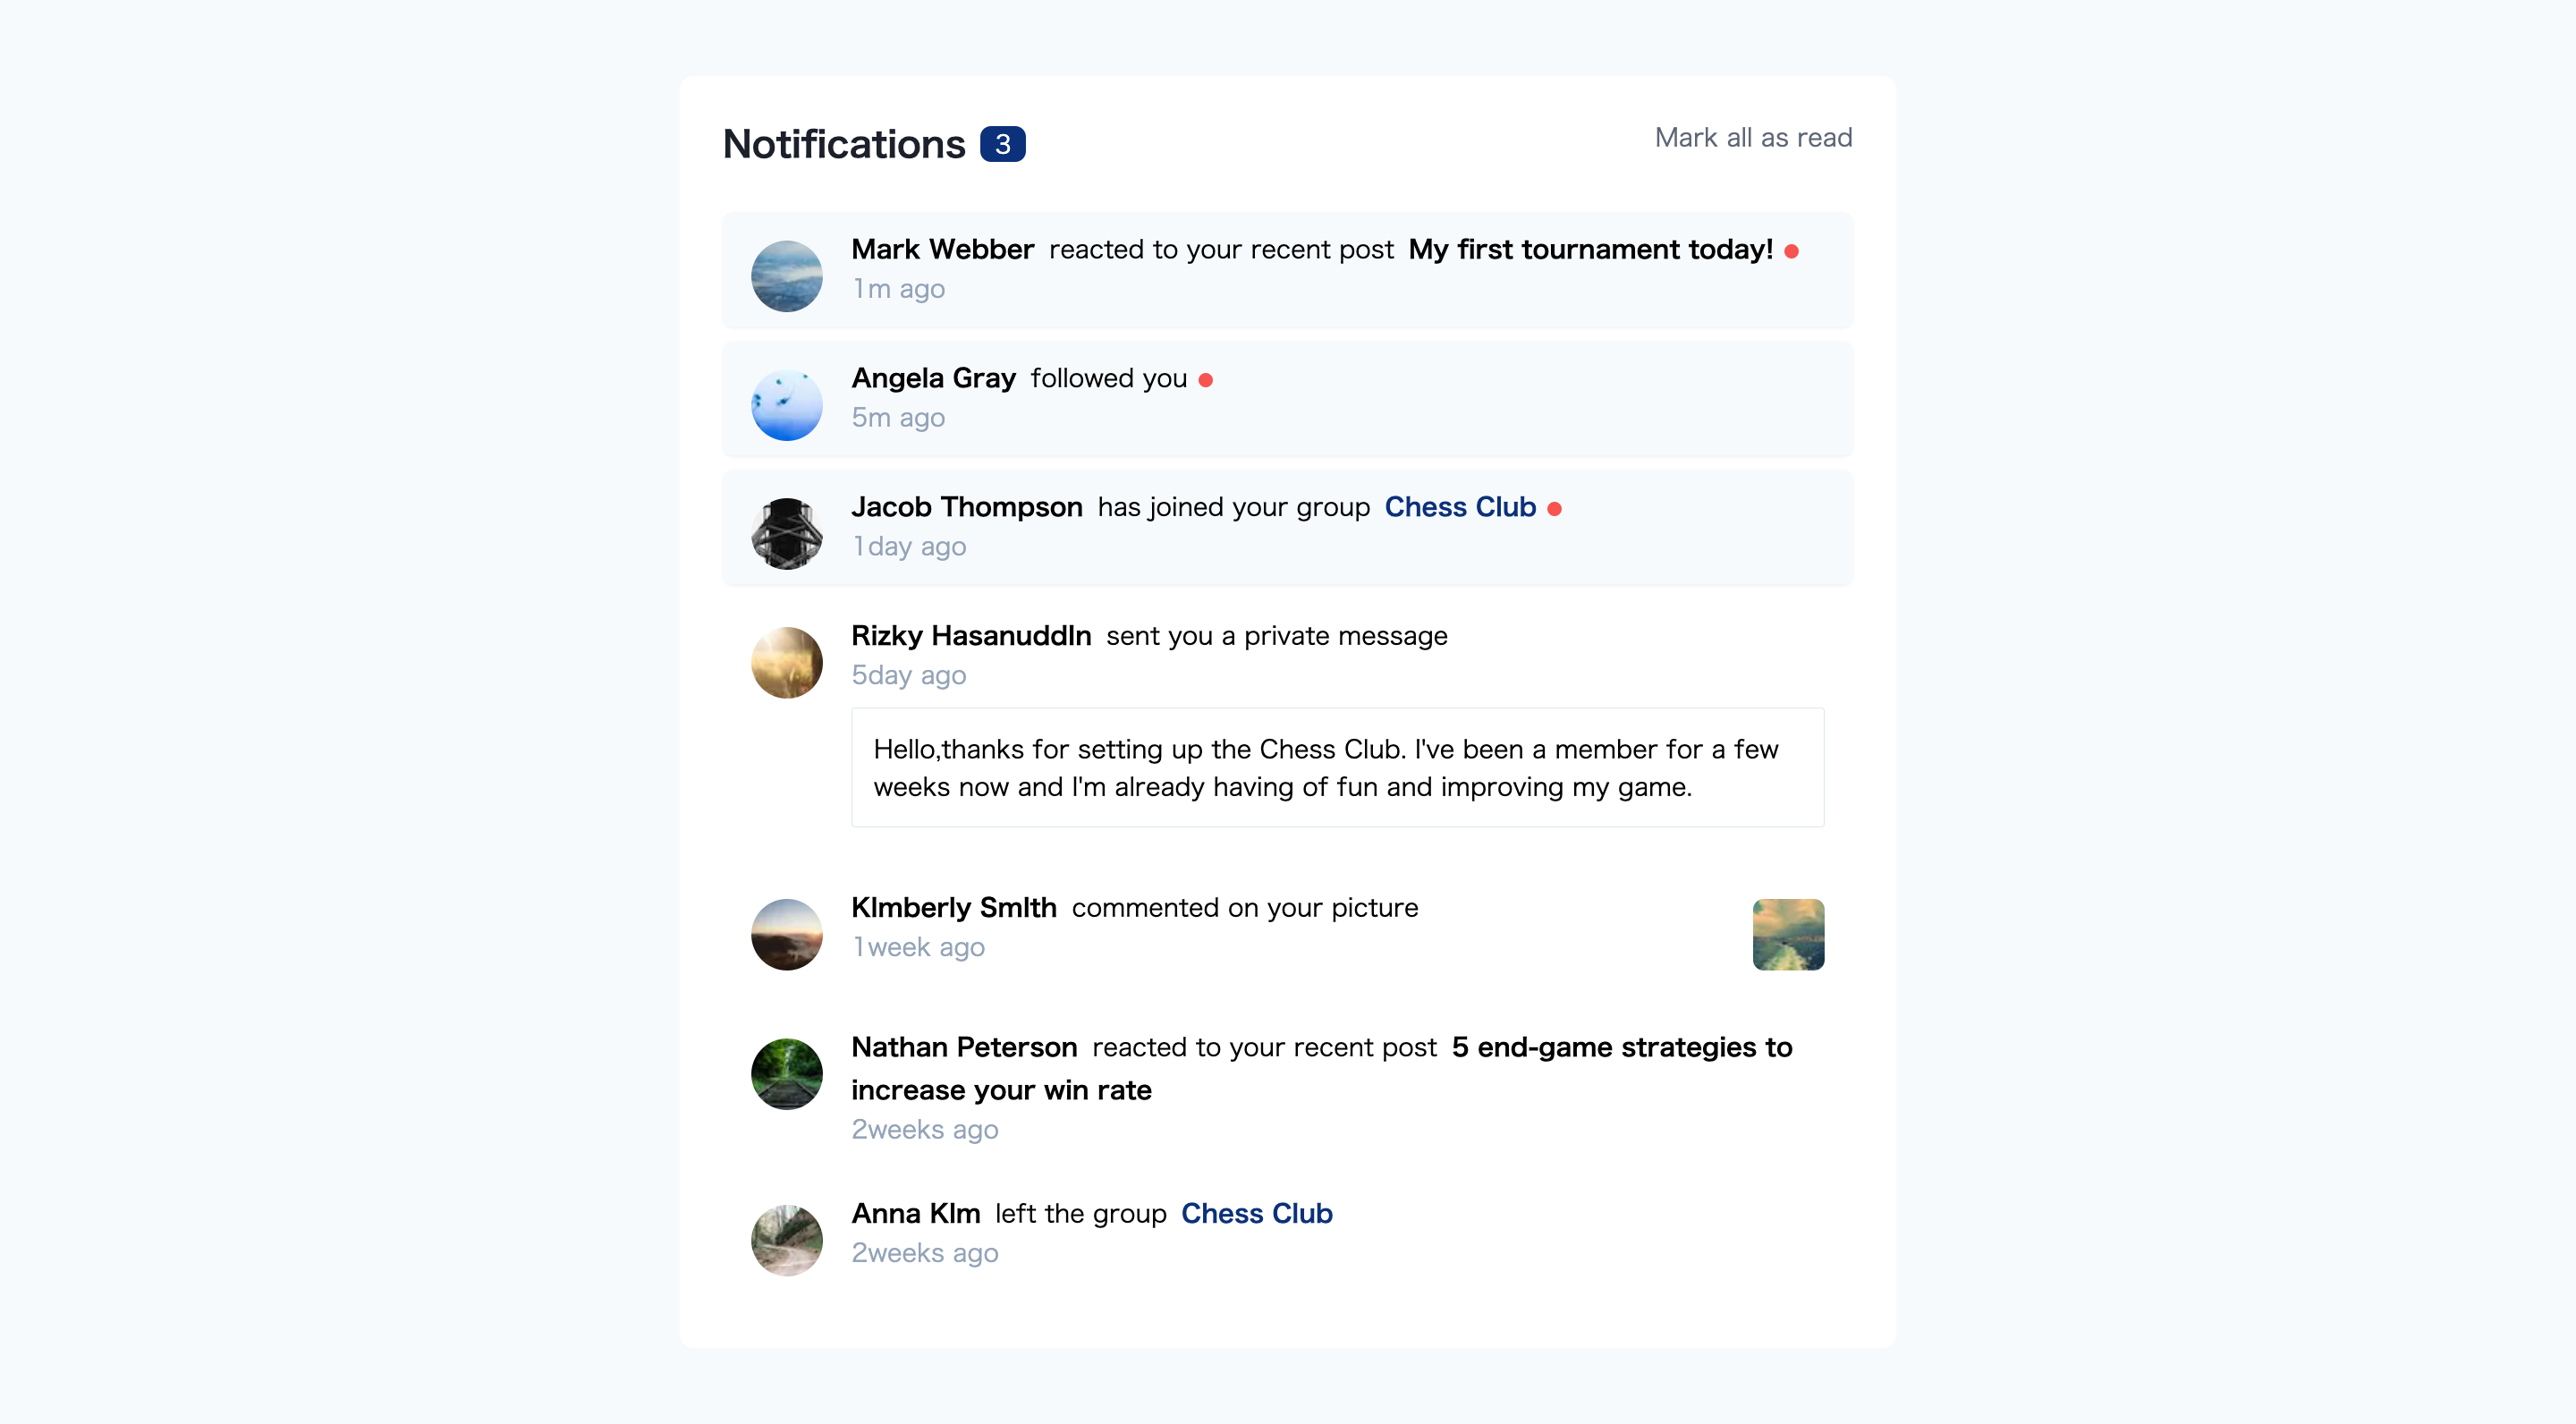 Notifications 3
Mark all as read
Mark Webber reacted to your recent post My first tournament today!
1m ago
Angela Gray followed you
5m ago
Jacob Thompson has joined your group Chess Club
1day ago
Rizky HasanuddIn sent you a private message
5day ago
Hello,thanks for setting up the Chess Club. I've been a member for a few
weeks now and I'm already having of fun and improving my game.
KImberly SmIth commented on your picture
1week ago
Nathan Peterson reacted to your recent post 5 end-game strategies to
increase your win rate
2weeks ago
Anna KIm left the group Chess Club
2weeks ago